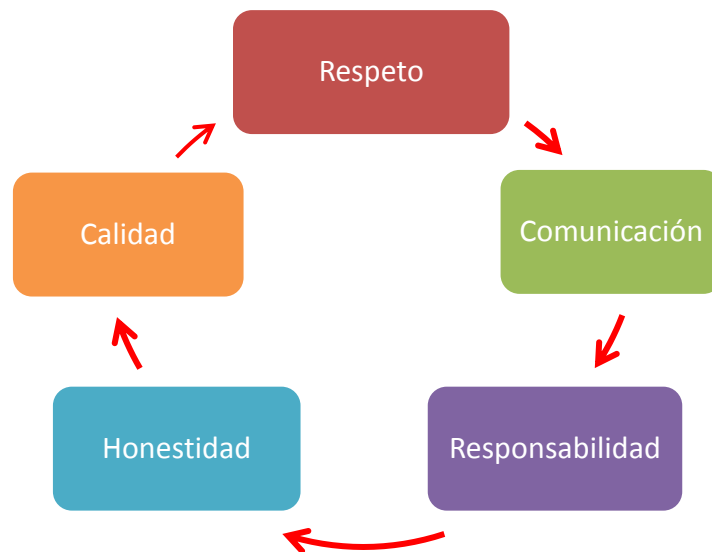 Respeto
Comunicación
Responsabilidad
Honestidad
Calidad